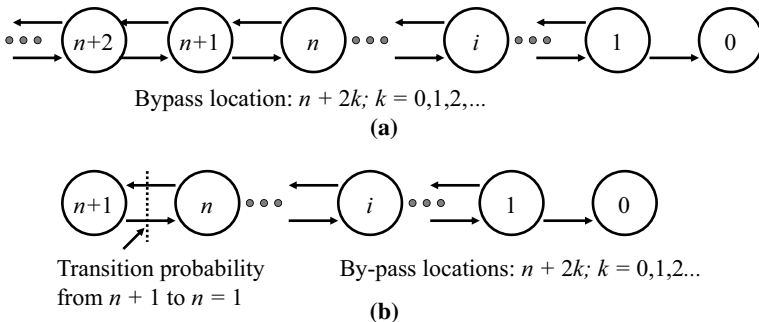 n+2 n+1 n i 1 0
Bypass location: n + 2k; k = 0,1,2,...
(a)
n+1 n i 1 0
Transition probability
from n + 1 to n = 1
By-pass locations: n + 2k; k = 0,1,2...
(b)